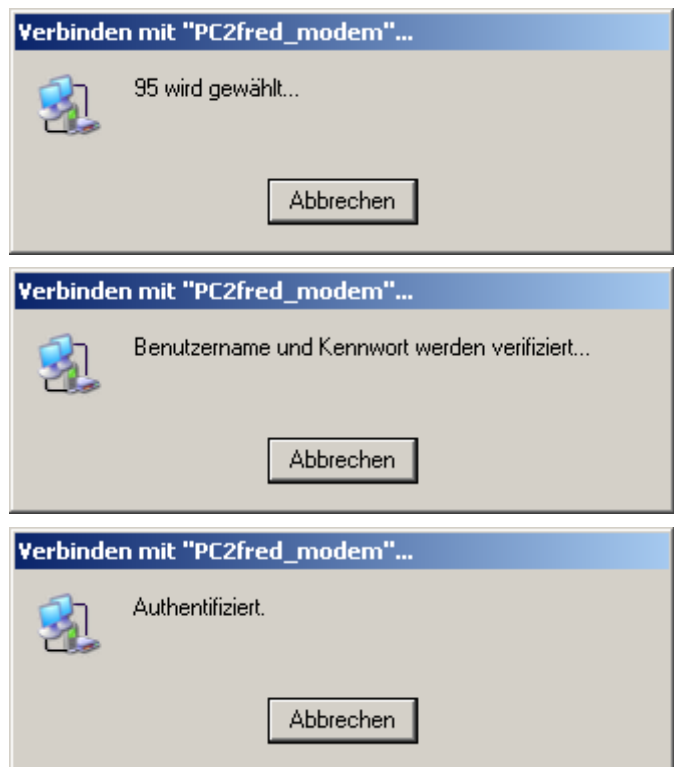 Verbinden mit "PC2fred_modem"...
95 wird gewählt...
Abbrechen
Verbinden mit "PC2fred_modem"...
Benutzername und Kennwort werden verifiziert...
Abbrechen
Verbinden mit "PC2fred_modem"...
Authentifiziert.
Abbrechen